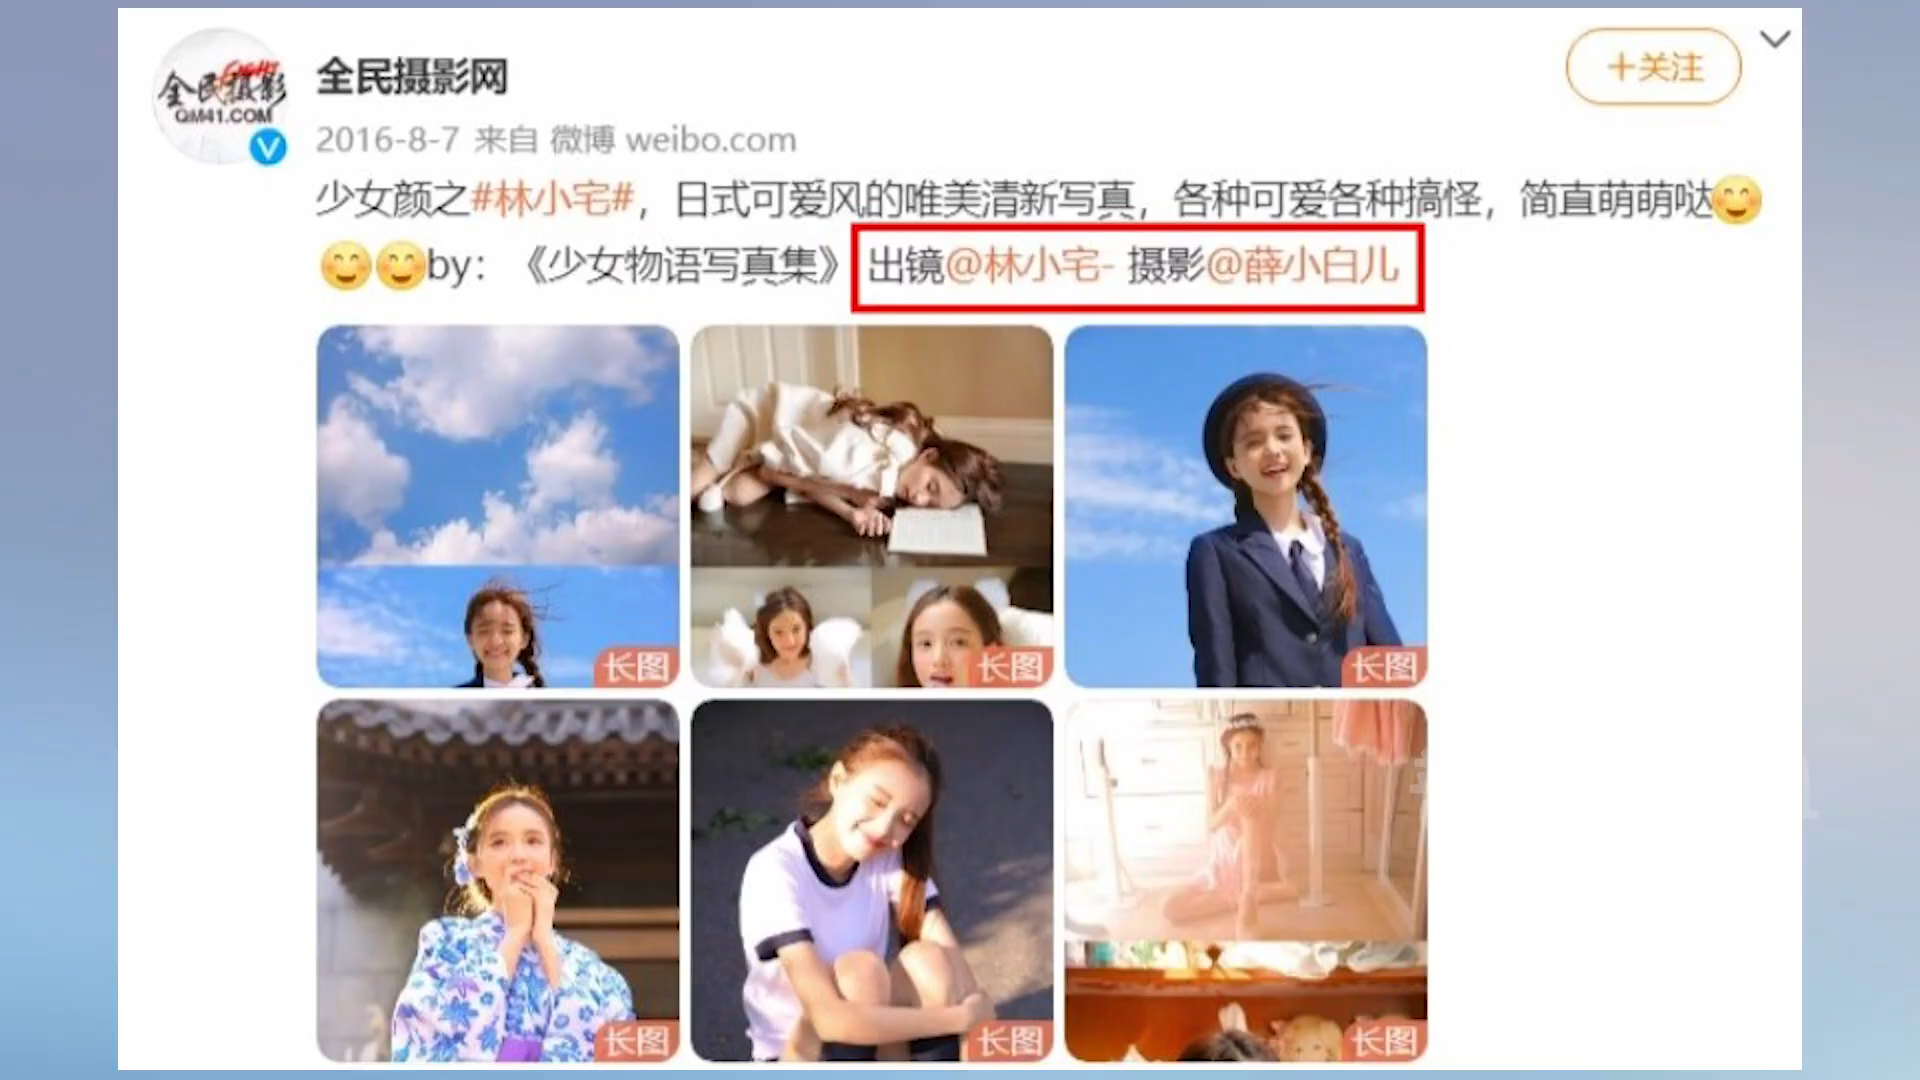 全民摄影
QM41.COM
全民摄影网
+关注
2016-8-7 来自 微博 weibo.com
少女颜之#林小宅#，日式可爱风的唯美清新写真，各种可爱各种搞怪，简直萌萌哒
by：《少女物语写真集》 出镜@林小宅- 摄影@薛小白儿
长图
长图
长图
长图
长图
长图